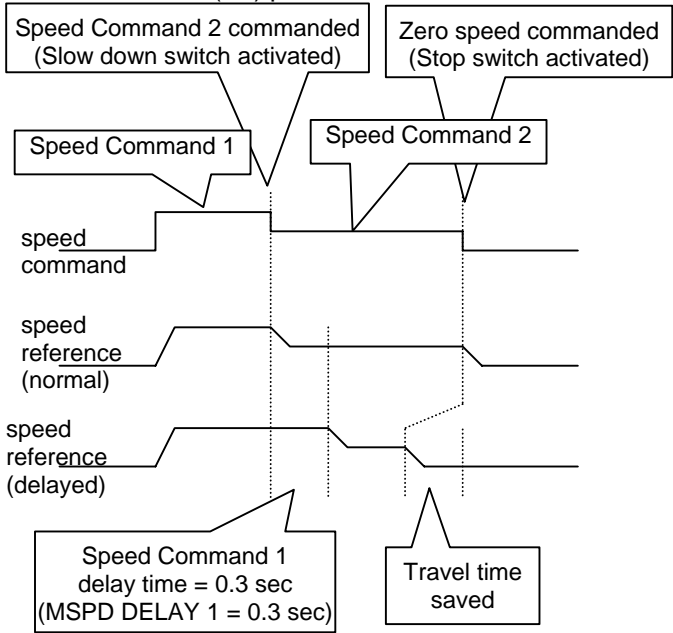 Speed Command 2 commanded
(Slow down switch activated)
Zero speed commanded
(Stop switch activated)
Speed Command 1
Speed Command 2
speed
command
speed
reference
(normal)
speed
reference
(delayed)
Speed Command 1
delay time = 0.3 sec
(MSPD DELAY 1 = 0.3 sec)
Travel time
saved